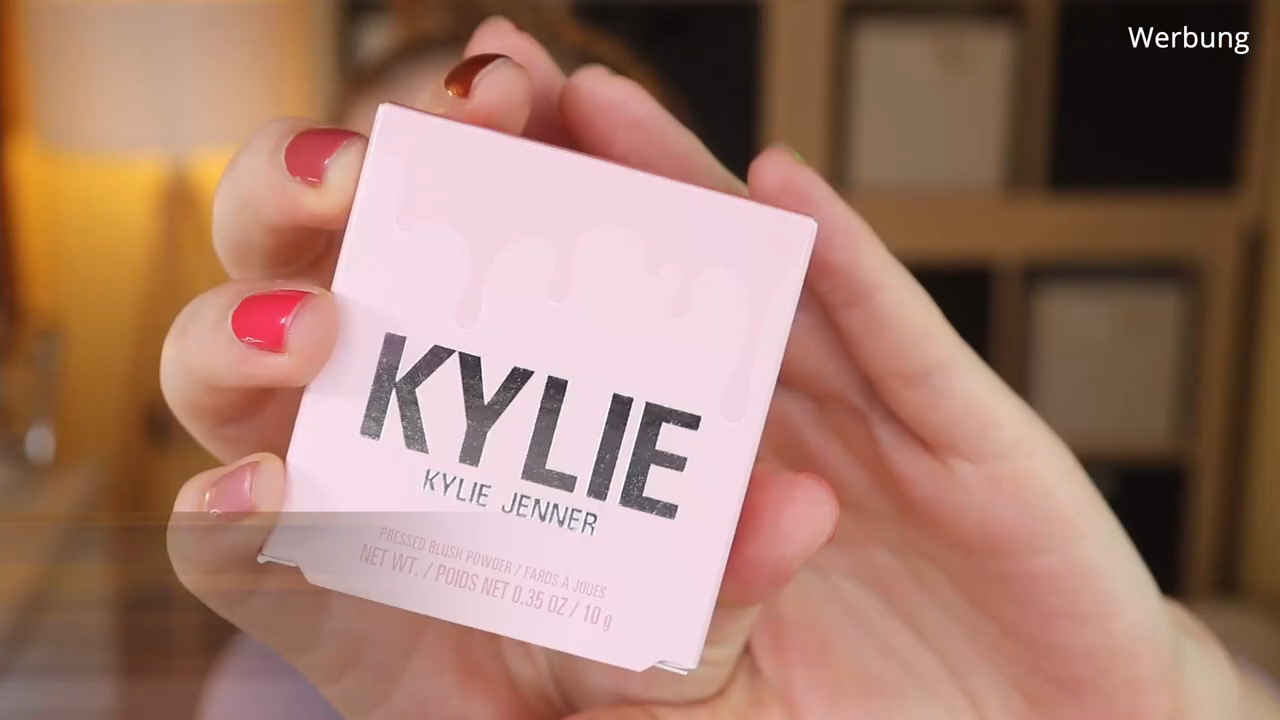 Werbung
KYLIE
KYLIE JENNER
PRESSED BLUSH POWDER / FARDS À JOUES
NET WT. / POIDS NET 0.35 OZ / 10 g